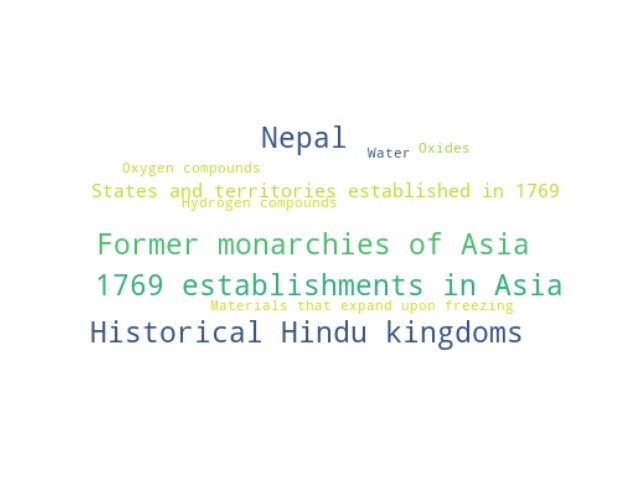 Nepal
Water
Oxides
Oxygen compounds
States and territories established in 1769
Hydrogen compounds
Former monarchies of Asia
1769 establishments in Asia
Materials that expand upon freezing
Historical Hindu kingdoms